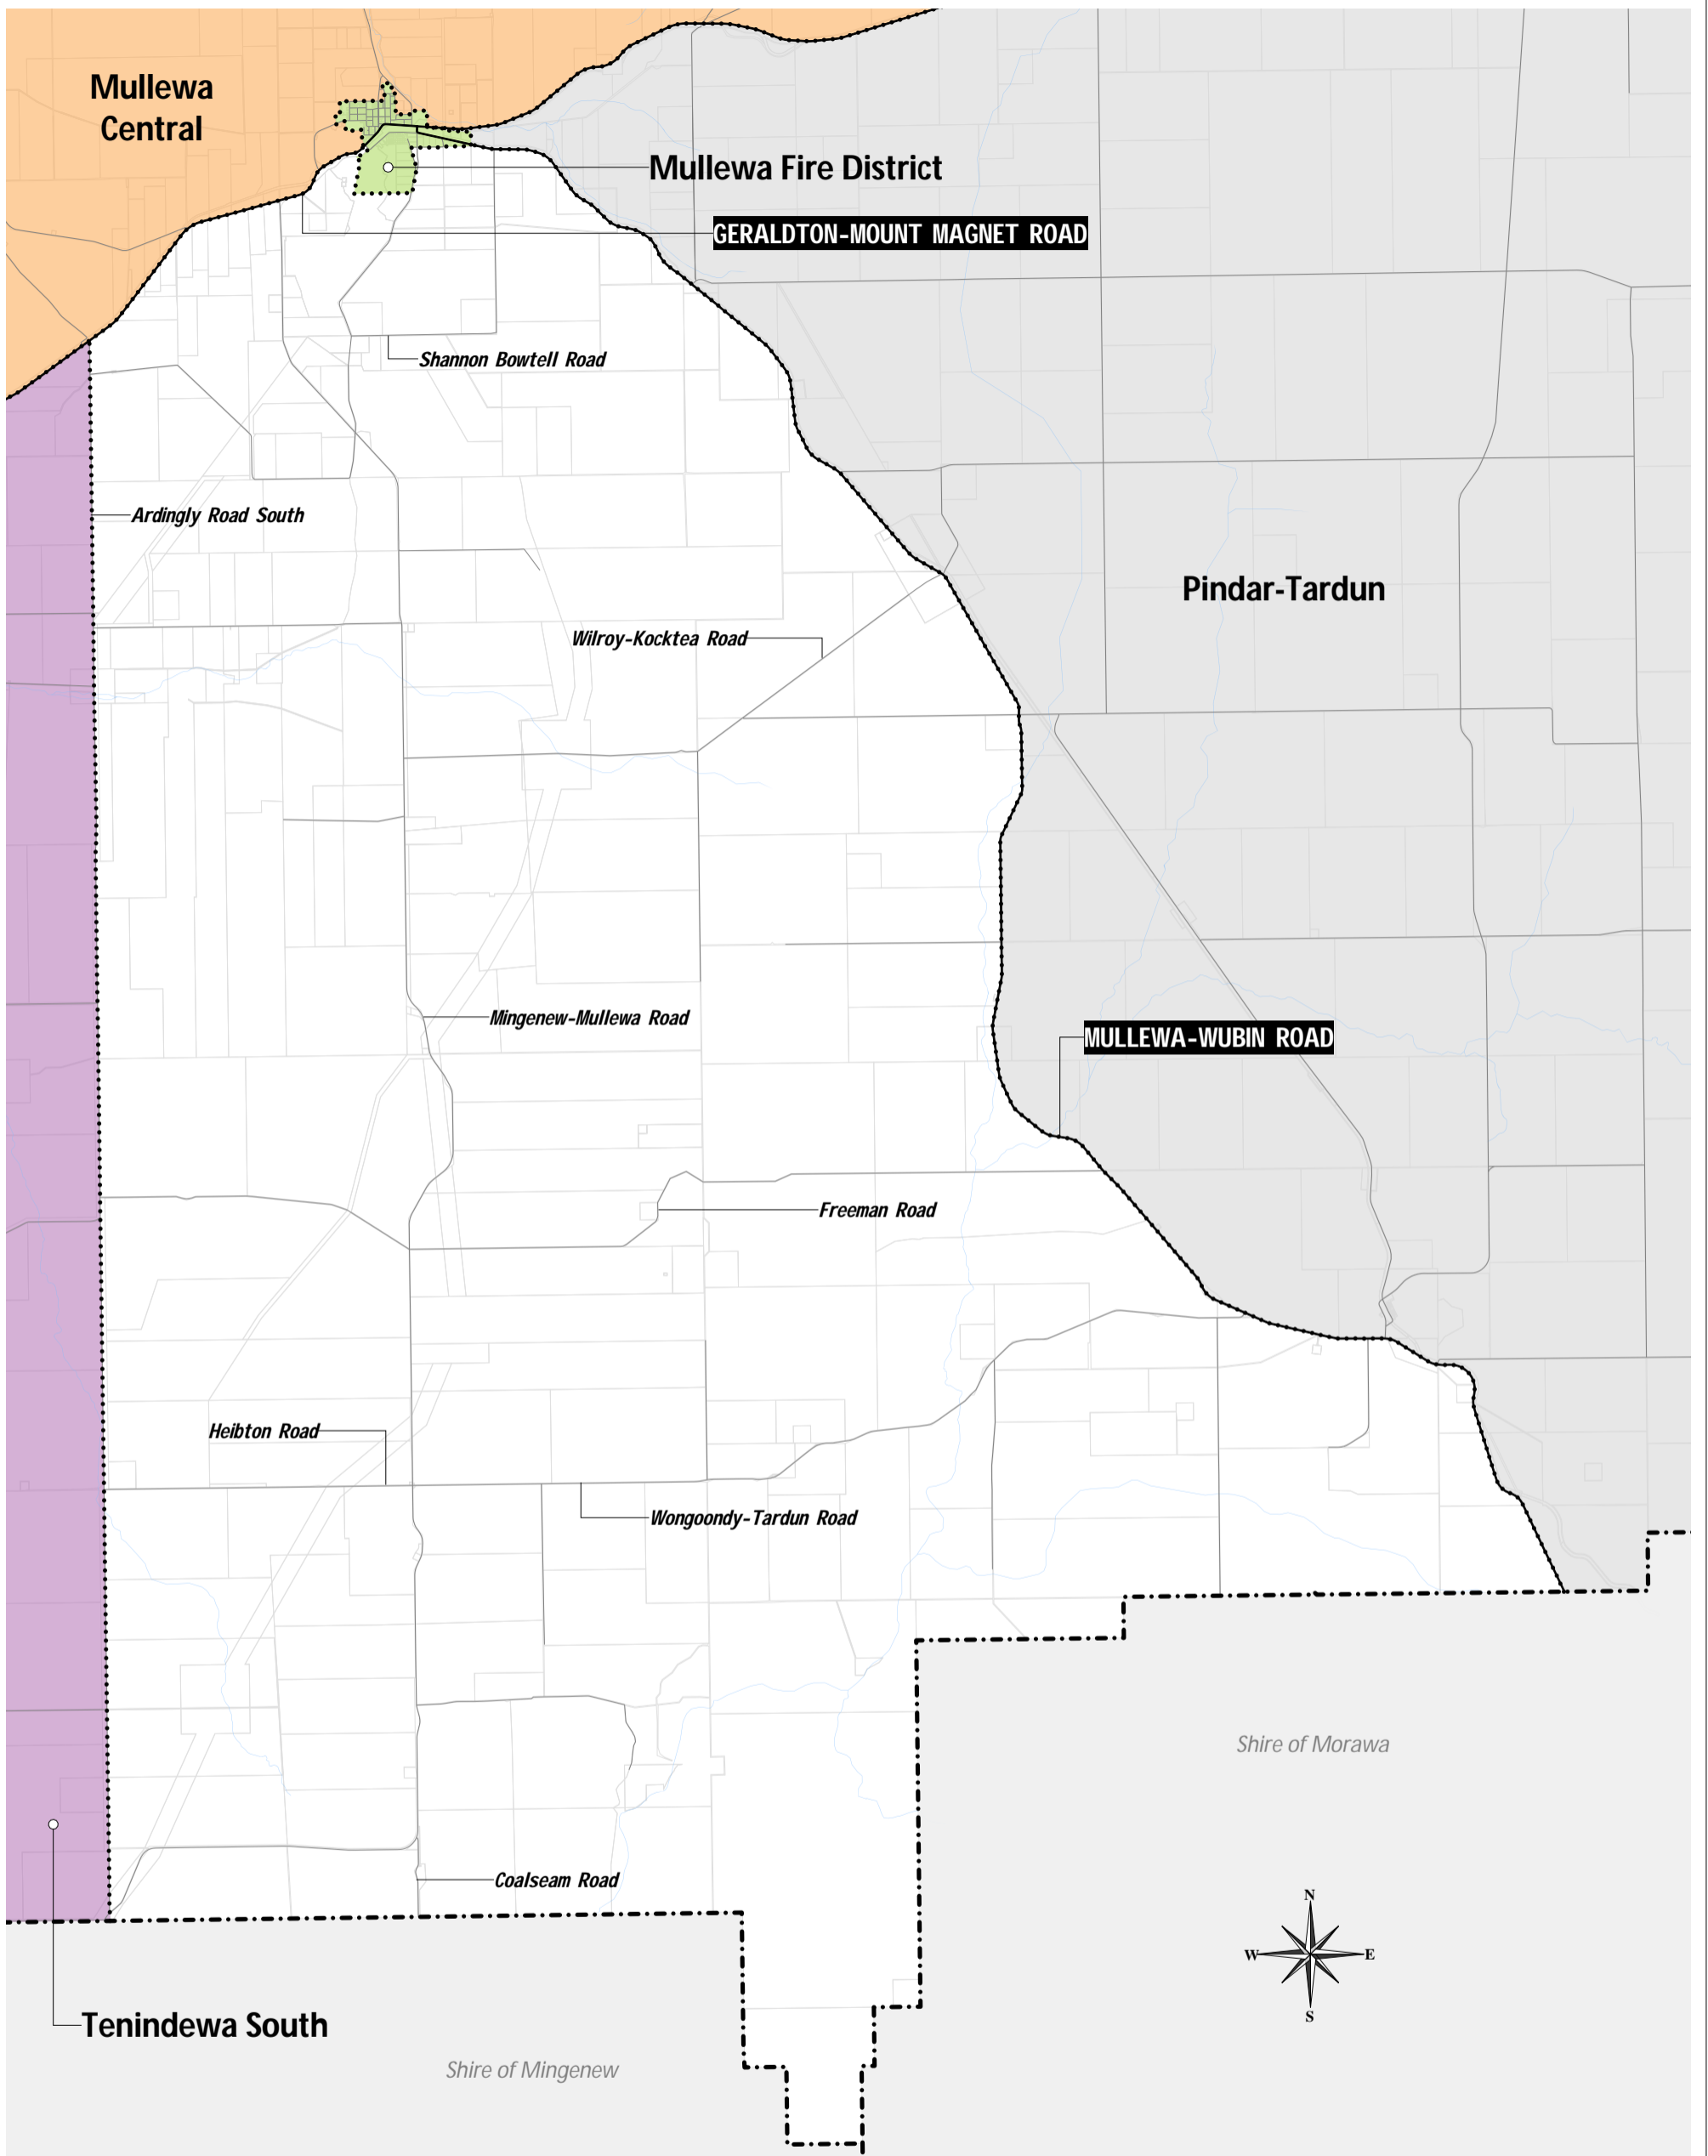 Mullewa
Central
Mullewa Fire District
GERALDTON-MOUNT MAGNET ROAD
Shannon Bowtell Road
Ardingly Road South
Pindar-Tardun
Wilroy-Kocktea Road
Mingenew-Mullewa Road
MULLEWA-WUBIN ROAD
Freeman Road
Heibton Road
Wongoondy-Tardun Road
Shire of Morawa
Coalseam Road
N
W
E
S
Tenindewa South
Shire of Mingenew